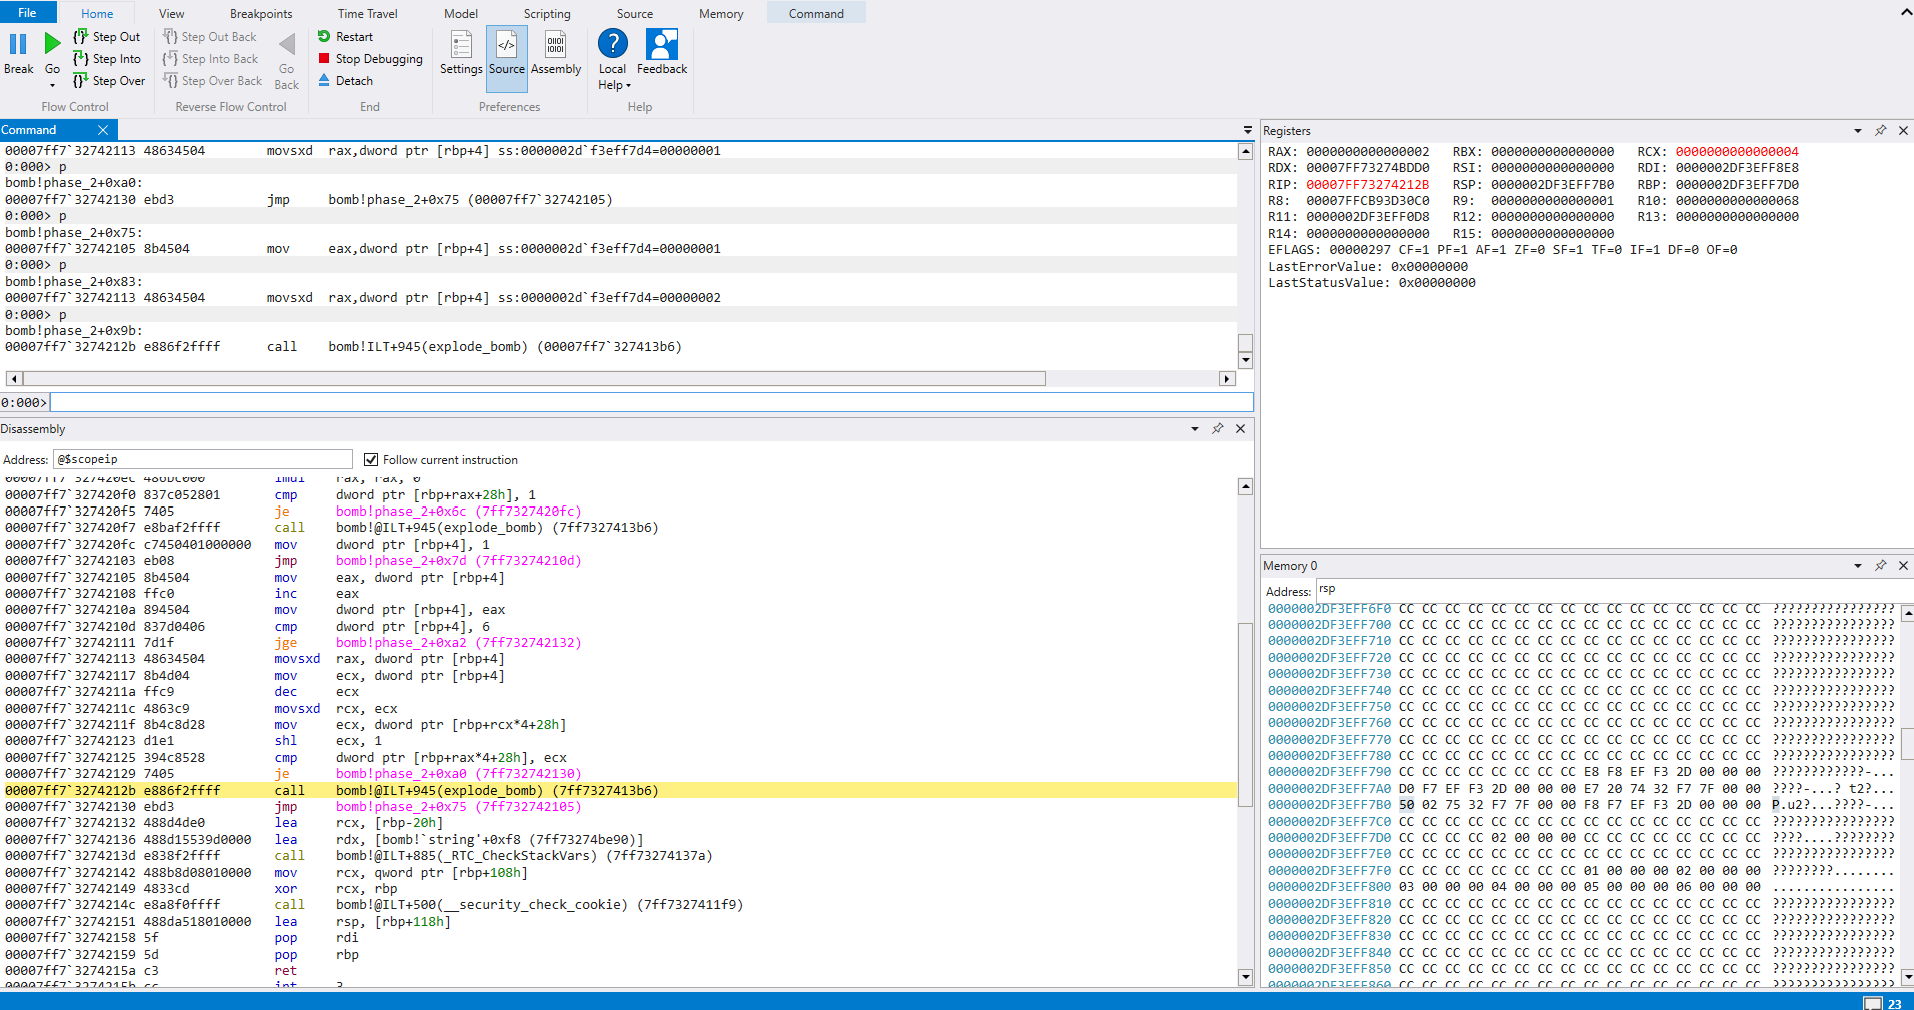 File Home View Breakpoints Time Travel Model Scripting Source Memory Command
Break
Go
Step Out
Step Into
Step Over
Flow Control
Step Out Back
Step Into Back
Step Over Back
Go Back
Reverse Flow Control
Restart
Stop Debugging
Detach
End
Settings Source Assembly
Preferences
Local Help
Feedback
Help
Command
00007ff7`32742113 48634504 movsxd rax,dword ptr [rbp+4] ss:0000002d`f3eff7d4=00000001
0:000> p
bomb!phase_2+0xa0:
00007ff7`32742130 ebd3 jmp bomb!phase_2+0x75 (00007ff7`32742105)
0:000> p
bomb!phase_2+0x75:
00007ff7`32742105 8b4504 mov eax,dword ptr [rbp+4] ss:0000002d`f3eff7d4=00000001
0:000> p
bomb!phase_2+0x83:
00007ff7`32742113 48634504 movsxd rax,dword ptr [rbp+4] ss:0000002d`f3eff7d4=00000002
0:000> p
bomb!phase_2+0x9b:
00007ff7`3274212b e886f2ffff call bomb!ILT+945(explode_bomb) (00007ff7`327413b6)
0:000>
Disassembly
Address: @$scopeip Follow current instruction
00007ff7`327420ec 486bc000 imul rax, rax, 0
00007ff7`327420f0 837c052801 cmp dword ptr [rbp+rax+28h], 1
00007ff7`327420f5 7405 je bomb!phase_2+0x6c (7ff7327420fc)
00007ff7`327420f7 e8baf2ffff call bomb!@ILT+945(explode_bomb) (7ff7327413b6)
00007ff7`327420fc c7450401000000 mov dword ptr [rbp+4], 1
00007ff7`32742103 eb08 jmp bomb!phase_2+0x7d (7ff73274210d)
00007ff7`32742105 8b4504 mov eax, dword ptr [rbp+4]
00007ff7`32742108 ffc0 inc eax
00007ff7`3274210a 894504 mov dword ptr [rbp+4], eax
00007ff7`3274210d 837d0406 cmp dword ptr [rbp+4], 6
00007ff7`32742111 7d1f jge bomb!phase_2+0xa2 (7ff732742132)
00007ff7`32742113 48634504 movsxd rax, dword ptr [rbp+4]
00007ff7`32742117 8b4d04 mov ecx, dword ptr [rbp+4]
00007ff7`3274211a ffc9 dec ecx
00007ff7`3274211c 4863c9 movsxd rcx, ecx
00007ff7`3274211f 8b4c8d28 mov ecx, dword ptr [rbp+rcx*4+28h]
00007ff7`32742123 d1e1 shl ecx, 1
00007ff7`32742125 394c8528 cmp dword ptr [rbp+rax*4+28h], ecx
00007ff7`32742129 7405 je bomb!phase_2+0xa0 (7ff732742130)
00007ff7`3274212b e886f2ffff call bomb!@ILT+945(explode_bomb) (7ff7327413b6)
00007ff7`32742130 ebd3 jmp bomb!phase_2+0x75 (7ff732742105)
00007ff7`32742132 488d4de0 lea rcx, [rbp-20h]
00007ff7`32742136 488d15539d0000 lea rdx, [bomb!`string'+0xf8 (7ff73274be90)]
00007ff7`3274213d e838f2ffff call bomb!@ILT+885(_RTC_CheckStackVars) (7ff73274137a)
00007ff7`32742142 488b8d08010000 mov rcx, qword ptr [rbp+108h]
00007ff7`32742149 4833cd xor rcx, rbp
00007ff7`3274214c e8a8f0ffff call bomb!@ILT+500(__security_check_cookie) (7ff7327411f9)
00007ff7`32742151 488da518010000 lea rsp, [rbp+118h]
00007ff7`32742158 5f pop rdi
00007ff7`32742159 5d pop rbp
00007ff7`3274215a c3 ret
00007ff7`3274215b cc int 3
Registers
RAX: 0000000000000002 RBX: 0000000000000000 RCX: 0000000000000004
RDX: 00007FF73274BDD0 RSI: 0000000000000000 RDI: 0000002DF3EFF8E8
RIP: 00007FF73274212B RSP: 0000002DF3EFF7B0 RBP: 0000002DF3EFF7D0
R8: 00007FFCB93D30C0 R9: 0000000000000001 R10: 0000000000000068
R11: 0000002DF3EFF0D8 R12: 0000000000000000 R13: 0000000000000000
R14: 0000000000000000 R15: 0000000000000000
EFLAGS: 00000297 CF=1 PF=1 AF=1 ZF=0 SF=1 TF=0 IF=1 DF=0 OF=0
LastErrorValue: 0x00000000
LastStatusValue: 0x00000000
Memory 0
Address: rsp
0000002DF3EFF6F0 CC CC CC CC CC CC CC CC CC CC CC CC CC CC CC CC ????????????????
0000002DF3EFF700 CC CC CC CC CC CC CC CC CC CC CC CC CC CC CC CC ????????????????
0000002DF3EFF710 CC CC CC CC CC CC CC CC CC CC CC CC CC CC CC CC ????????????????
0000002DF3EFF720 CC CC CC CC CC CC CC CC CC CC CC CC CC CC CC CC ????????????????
0000002DF3EFF730 CC CC CC CC CC CC CC CC CC CC CC CC CC CC CC CC ????????????????
0000002DF3EFF740 CC CC CC CC CC CC CC CC CC CC CC CC CC CC CC CC ????????????????
0000002DF3EFF750 CC CC CC CC CC CC CC CC CC CC CC CC CC CC CC CC ????????????????
0000002DF3EFF760 CC CC CC CC CC CC CC CC CC CC CC CC CC CC CC CC ????????????????
0000002DF3EFF770 CC CC CC CC CC CC CC CC CC CC CC CC CC CC CC CC ????????????????
0000002DF3EFF780 CC CC CC CC CC CC CC CC CC CC CC CC CC CC CC CC ????????????????
0000002DF3EFF790 CC CC CC CC CC CC CC CC E8 F8 EF F3 2D 00 00 00 ????????????-...
0000002DF3EFF7A0 D0 F7 EF F3 2D 00 00 00 E7 20 74 32 F7 7F 00 00 ????-...? t2?...
0000002DF3EFF7B0 50 02 75 32 F7 7F 00 00 F8 F7 EF F3 2D 00 00 00 P.u2?...????-...
0000002DF3EFF7C0 CC CC CC CC CC CC CC CC CC CC CC CC CC CC CC CC ????????????????
0000002DF3EFF7D0 CC CC CC CC 02 00 00 00 CC CC CC CC CC CC CC CC ????....????????
0000002DF3EFF7E0 CC CC CC CC CC CC CC CC CC CC CC CC CC CC CC CC ????????????????
0000002DF3EFF7F0 CC CC CC CC CC CC CC CC 01 00 00 00 02 00 00 00 ????????........
0000002DF3EFF800 03 00 00 00 04 00 00 00 05 00 00 00 06 00 00 00 ................
0000002DF3EFF810 CC CC CC CC CC CC CC CC CC CC CC CC CC CC CC CC ????????????????
0000002DF3EFF820 CC CC CC CC CC CC CC CC CC CC CC CC CC CC CC CC ????????????????
0000002DF3EFF830 CC CC CC CC CC CC CC CC CC CC CC CC CC CC CC CC ????????????????
0000002DF3EFF840 CC CC CC CC CC CC CC CC CC CC CC CC CC CC CC CC ????????????????
0000002DF3EFF850 CC CC CC CC CC CC CC CC CC CC CC CC CC CC CC CC ????????????????
0000002DF3EFF860 CC CC CC CC CC CC CC CC CC CC CC CC CC CC CC CC ????????????????
23